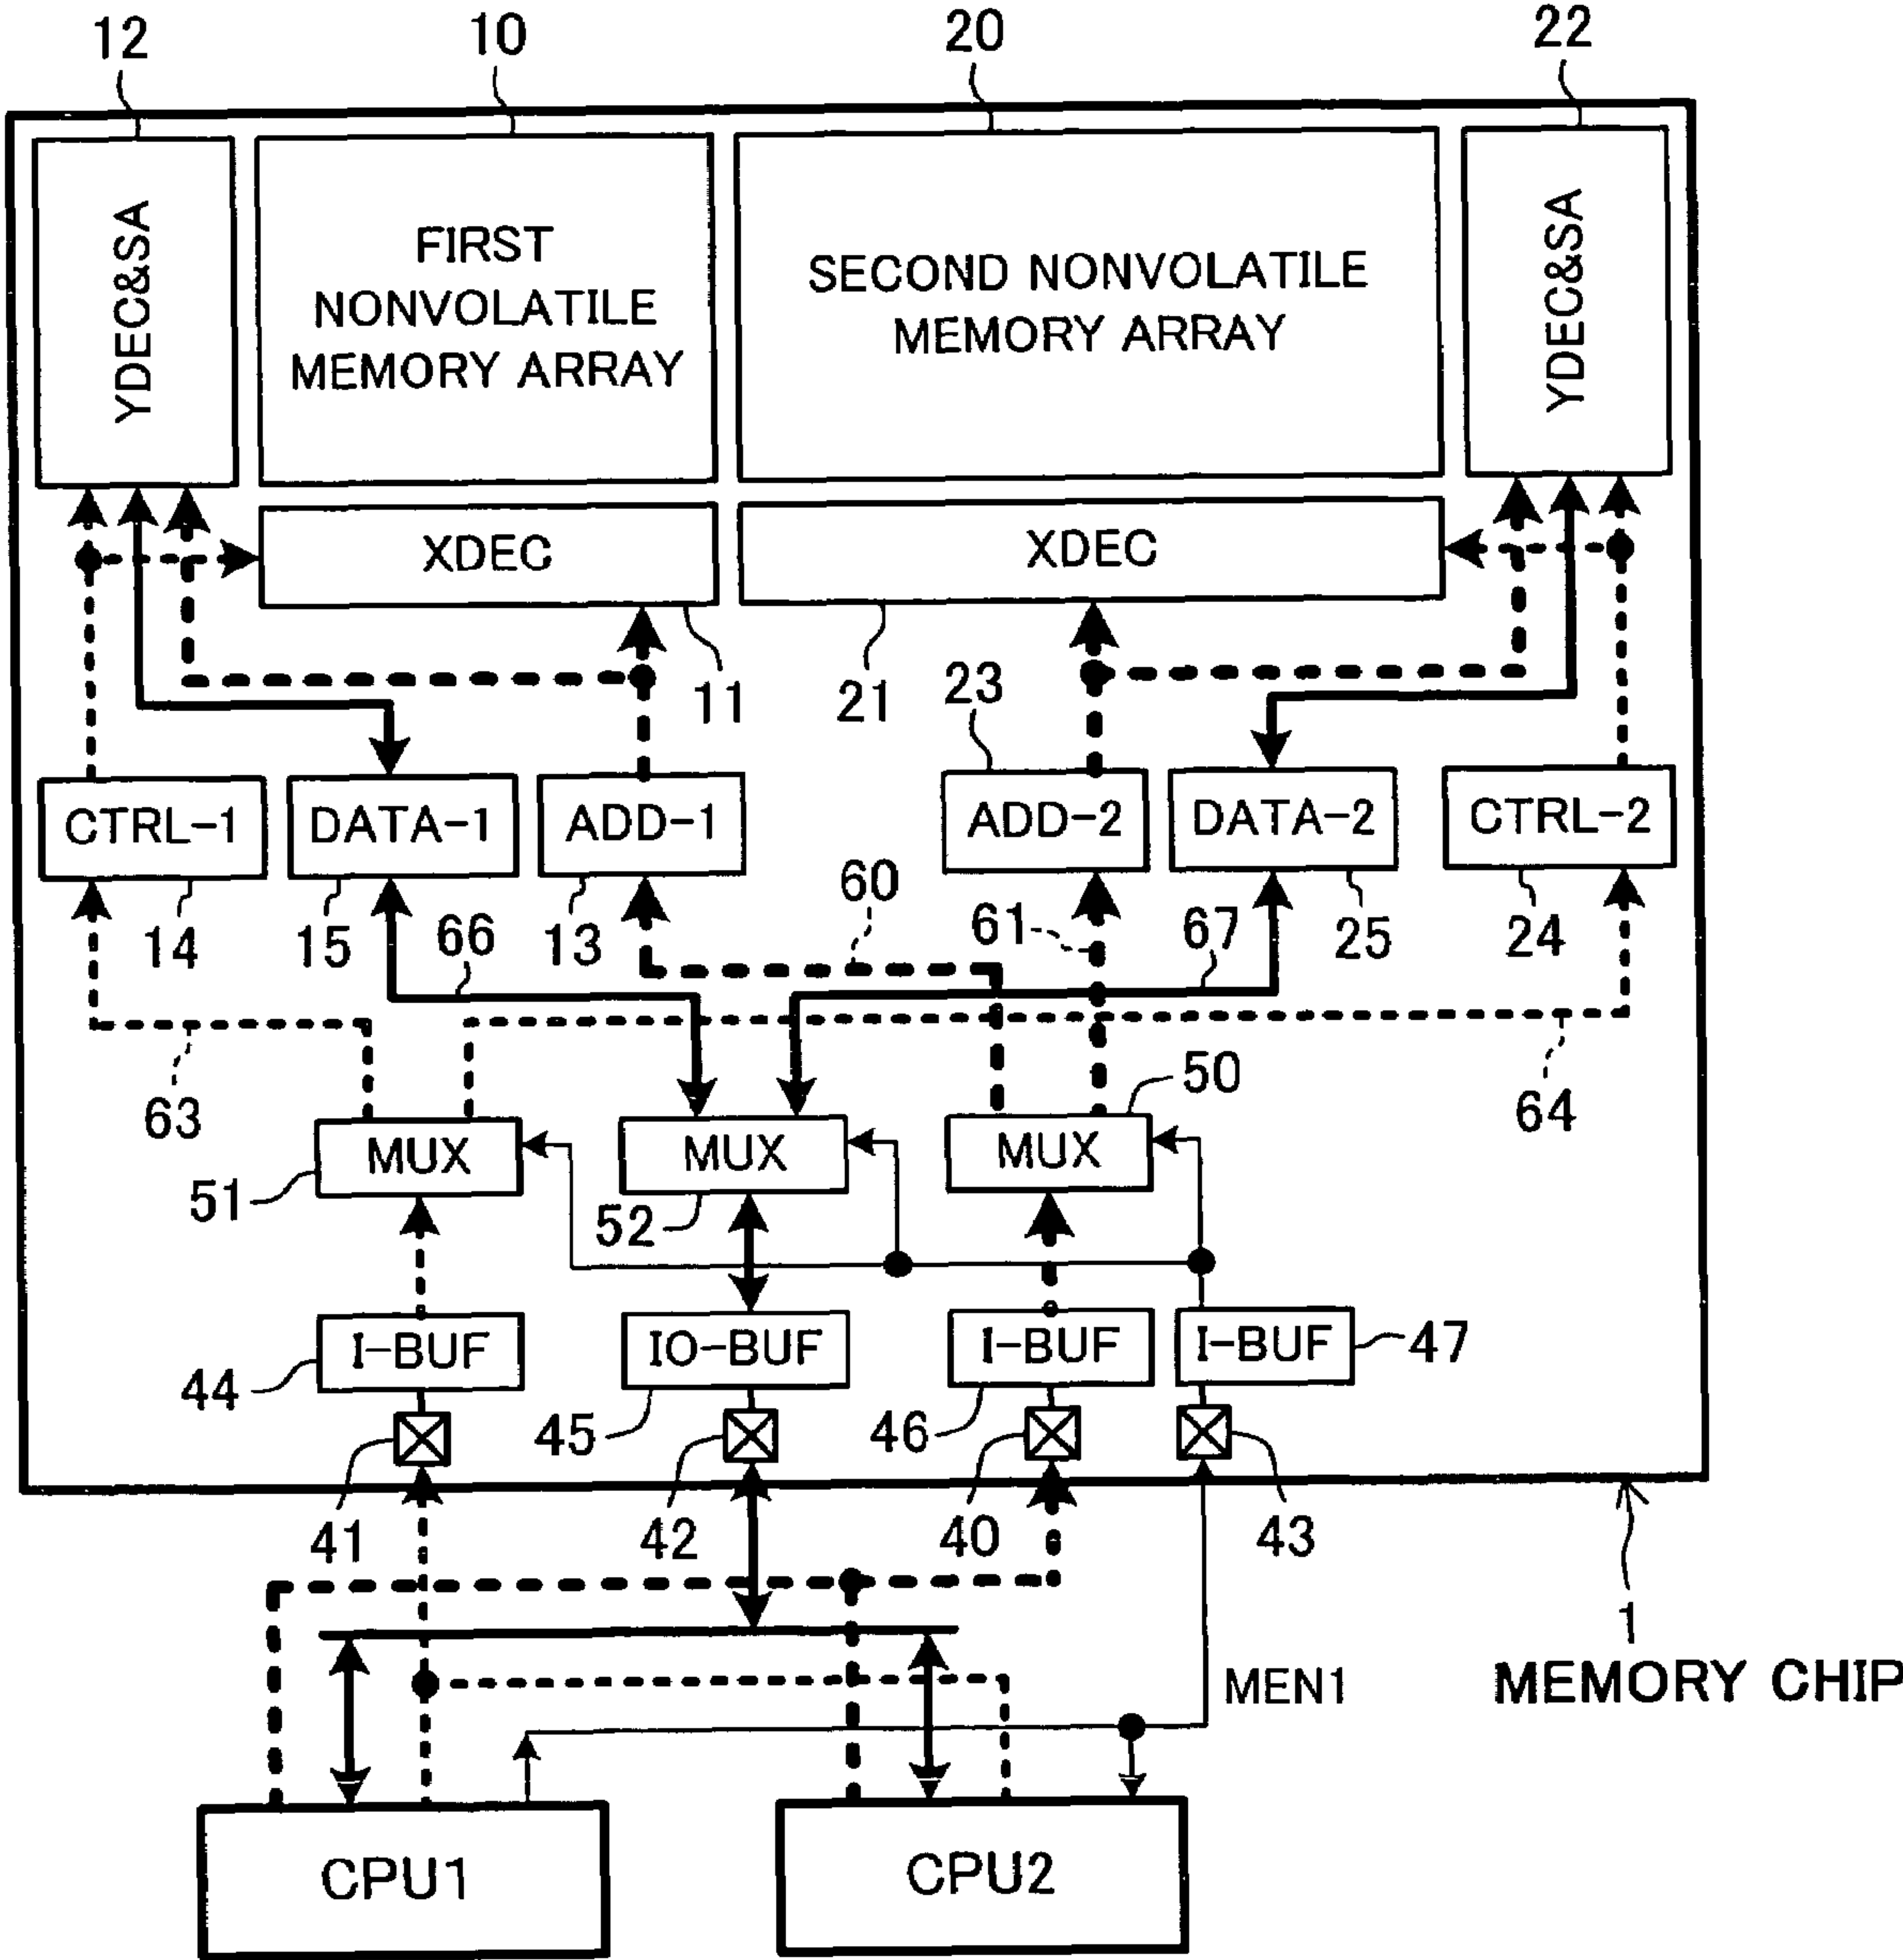 12
10
20
22
YDEC&SA
FIRST
NONVOLATILE
MEMORY ARRAY
SECOND NONVOLATILE
MEMORY ARRAY
YDEC&SA
XDEC
XDEC
11
21
23
CTRL-1
DATA-1
ADD-1
ADD-2
DATA-2
CTRL-2
14
15
66
13
60
61
67
25
24
63
50
64
MUX
MUX
MUX
51
52
I-BUF
IO-BUF
I-BUF
I-BUF
47
44
45
46
41
42
40
43
1
MEN1
MEMORY CHIP
CPU1
CPU2